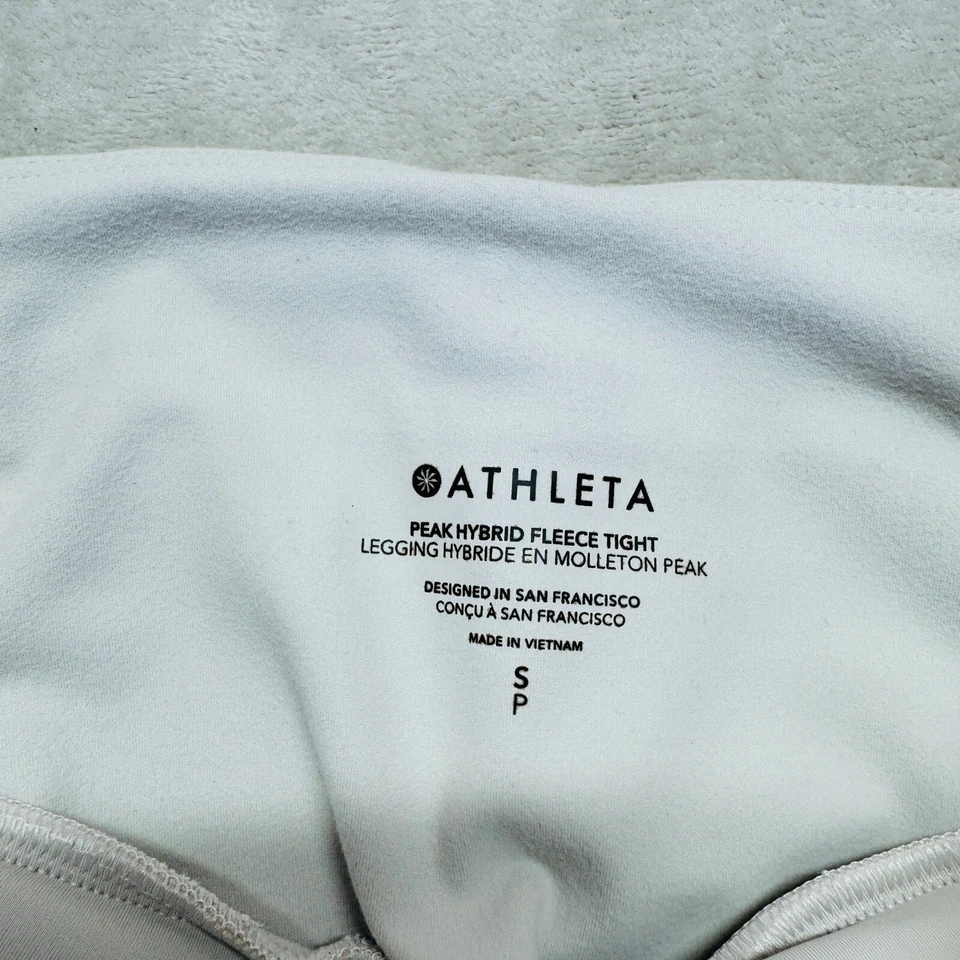 ATHLETA
PEAK HYBRID FLEECE TIGHT
LEGGING HYBRIDE EN MOLLETON PEAK
DESIGNED IN SAN FRANCISCO
CONÇU À SAN FRANCISCO
MADE IN VIETNAM
S
P